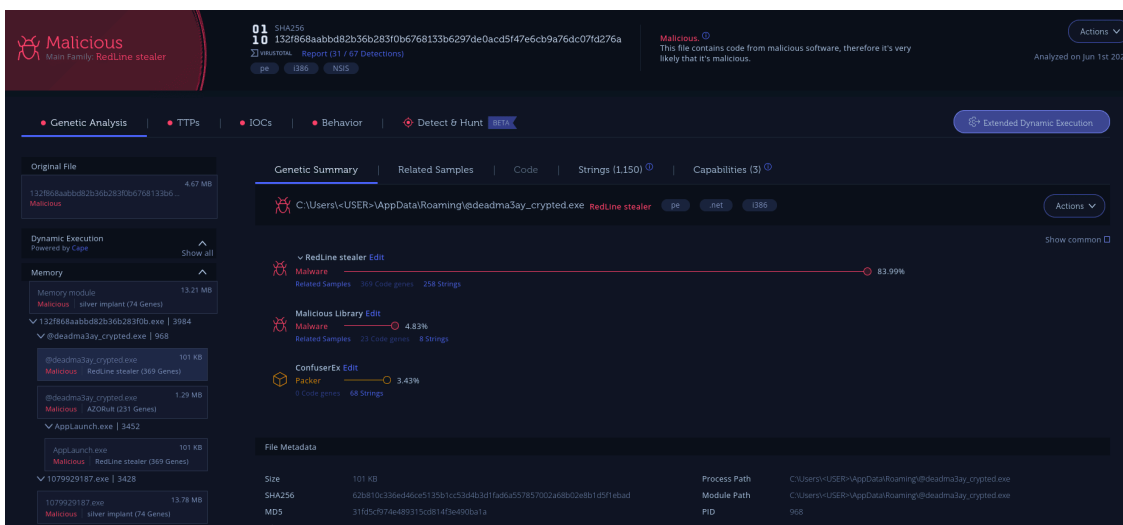 Malicious
Main Family: RedLine stealer
SHA256
132f868aabbd82b36b283f0b6768133b6297de0acd5f47e6cb9a76dc07fd276a
VIRUSTOTAL Report (31 / 67 Detections)
pe i386 NSIS
Malicious.
This file contains code from malicious software, therefore it's very
likely that it's malicious.
Actions
Analyzed on Jun 1st 202
Genetic Analysis | TTPs | IOCs | Behavior | Detect & Hunt BETA
Extended Dynamic Execution
Original File
4.67 MB
132f868aabbd82b36b283f0b6768133b6...
Malicious
Dynamic Execution
Powered by Cape
Show all
Memory
Memory module 13.21 MB
Malicious | silver implant (74 Genes)
132f868aabbd82b36b283f0b.exe | 3984
@deadma3ay_crypted.exe | 968
@deadma3ay_crypted.exe 101 KB
Malicious | RedLine stealer (369 Genes)
@deadma3ay_crypted.exe 1.29 MB
Malicious | AZORult (231 Genes)
AppLaunch.exe | 3452
AppLaunch.exe 101 KB
Malicious | RedLine stealer (369 Genes)
1079929187.exe | 3428
1079929187.exe 13.78 MB
Malicious | silver implant (74 Genes)
Genetic Summary | Related Samples | Code | Strings (1,150) | Capabilities (3)
C:\Users\<USER>\AppData\Roaming\@deadma3ay_crypted.exe RedLine stealer pe .net i386
Actions
Show common
RedLine stealer Edit
Malware 83.99%
Related Samples 369 Code genes 258 Strings
Malicious Library Edit
Malware 4.83%
Related Samples 23 Code genes 8 Strings
ConfuserEx Edit
Packer 3.43%
0 Code genes 68 Strings
File Metadata
Size 101 KB
SHA256 62b810c336ed46ce5135b1cc53d4b3d1fad6a557857002a68b02e8b1d5f1ebad
MD5 31fd5cf974e489315cd814f3e490ba1a
Process Path C:\Users\<USER>\AppData\Roaming\@deadma3ay_crypted.exe
Module Path C:\Users\<USER>\AppData\Roaming\@deadma3ay_crypted.exe
PID 968